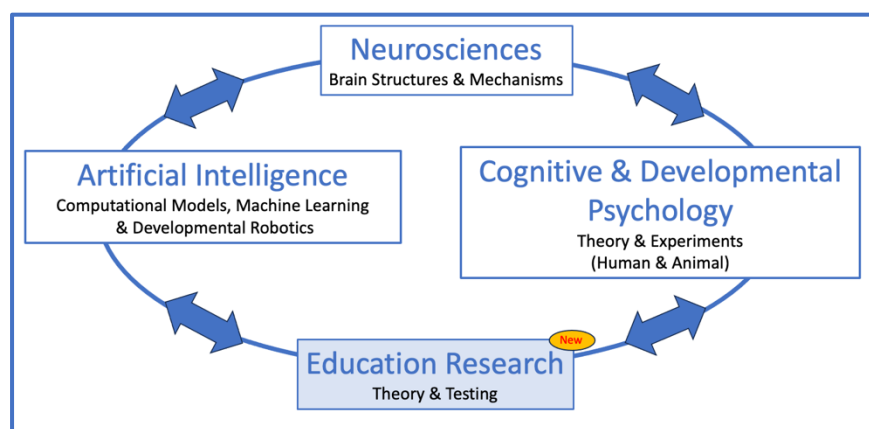 Neurosciences
Brain Structures & Mechanisms
Artificial Intelligence
Computational Models, Machine Learning
& Developmental Robotics
Cognitive & Developmental
Psychology
Theory & Experiments
(Human & Animal)
New
Education Research
Theory & Testing